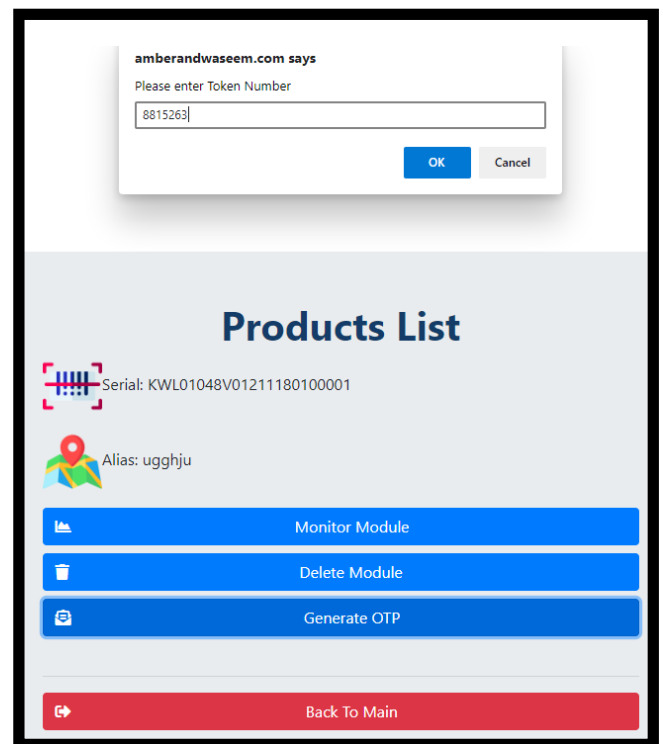 amberandwaseem.com says
Please enter Token Number
8815263
OK Cancel
Products List
Serial: KWL01048V01211180100001
Alias: ugghju
Monitor Module
Delete Module
Generate OTP
Back To Main